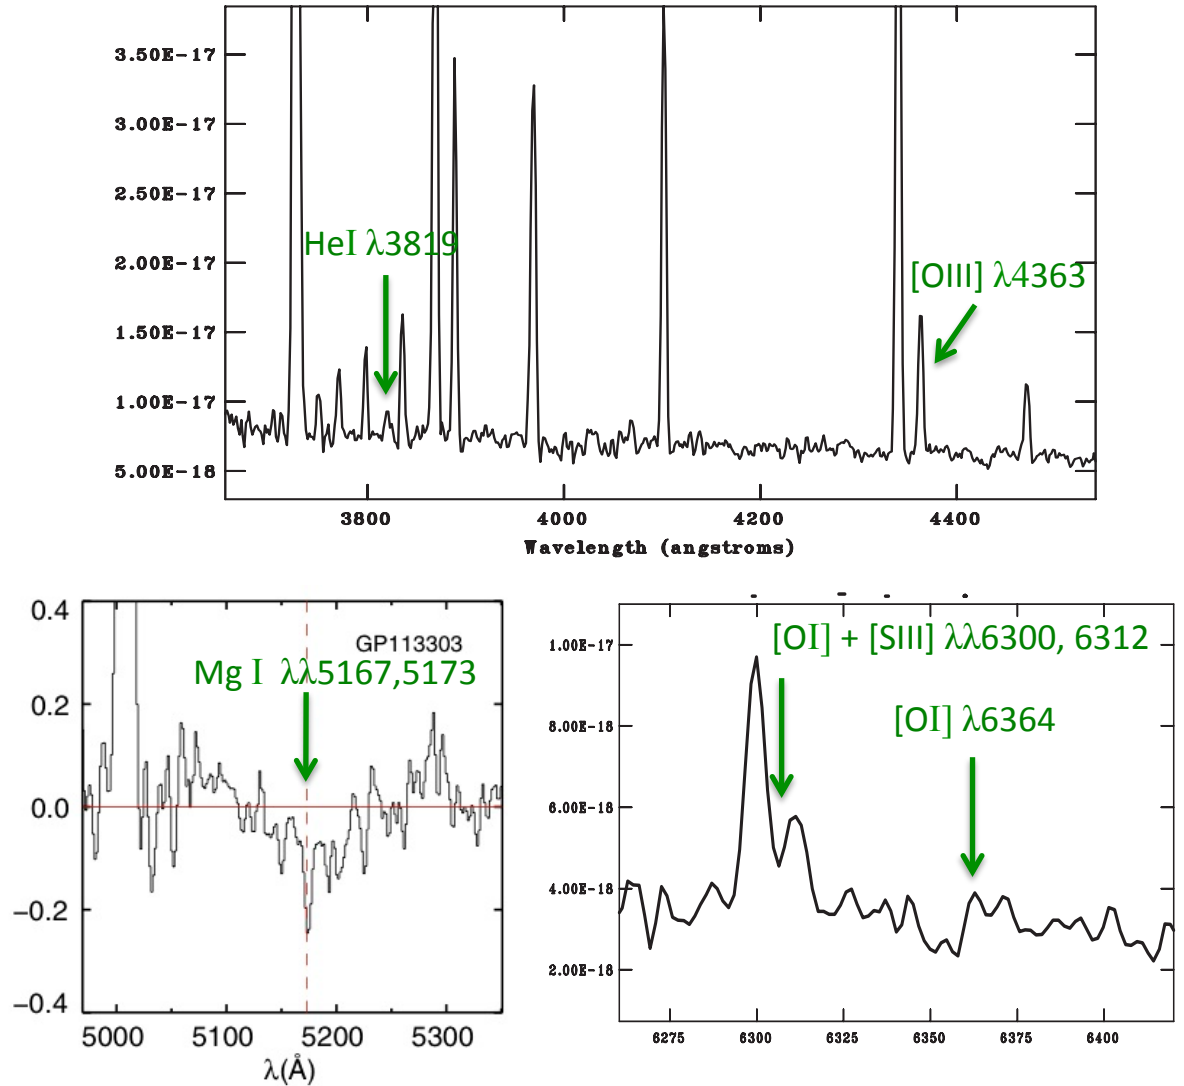 3.50E-17
3.00E-17
2.50E-17
2.00E-17
1.50E-17
1.00E-17
5.00E-18
HeI λ3819
[OIII] λ4363
3800 4000 4200 4400
Wavelength (angstroms)
0.4
0.2
0.0
−0.2
−0.4
GP113303
Mg I λλ5167,5173
5000 5100 5200 5300
λ(Å)
1.00E-17
8.00E-18
6.00E-18
4.00E-18
2.00E-18
[OI] + [SIII] λλ6300, 6312
[OI] λ6364
6275 6300 6325 6350 6375 6400